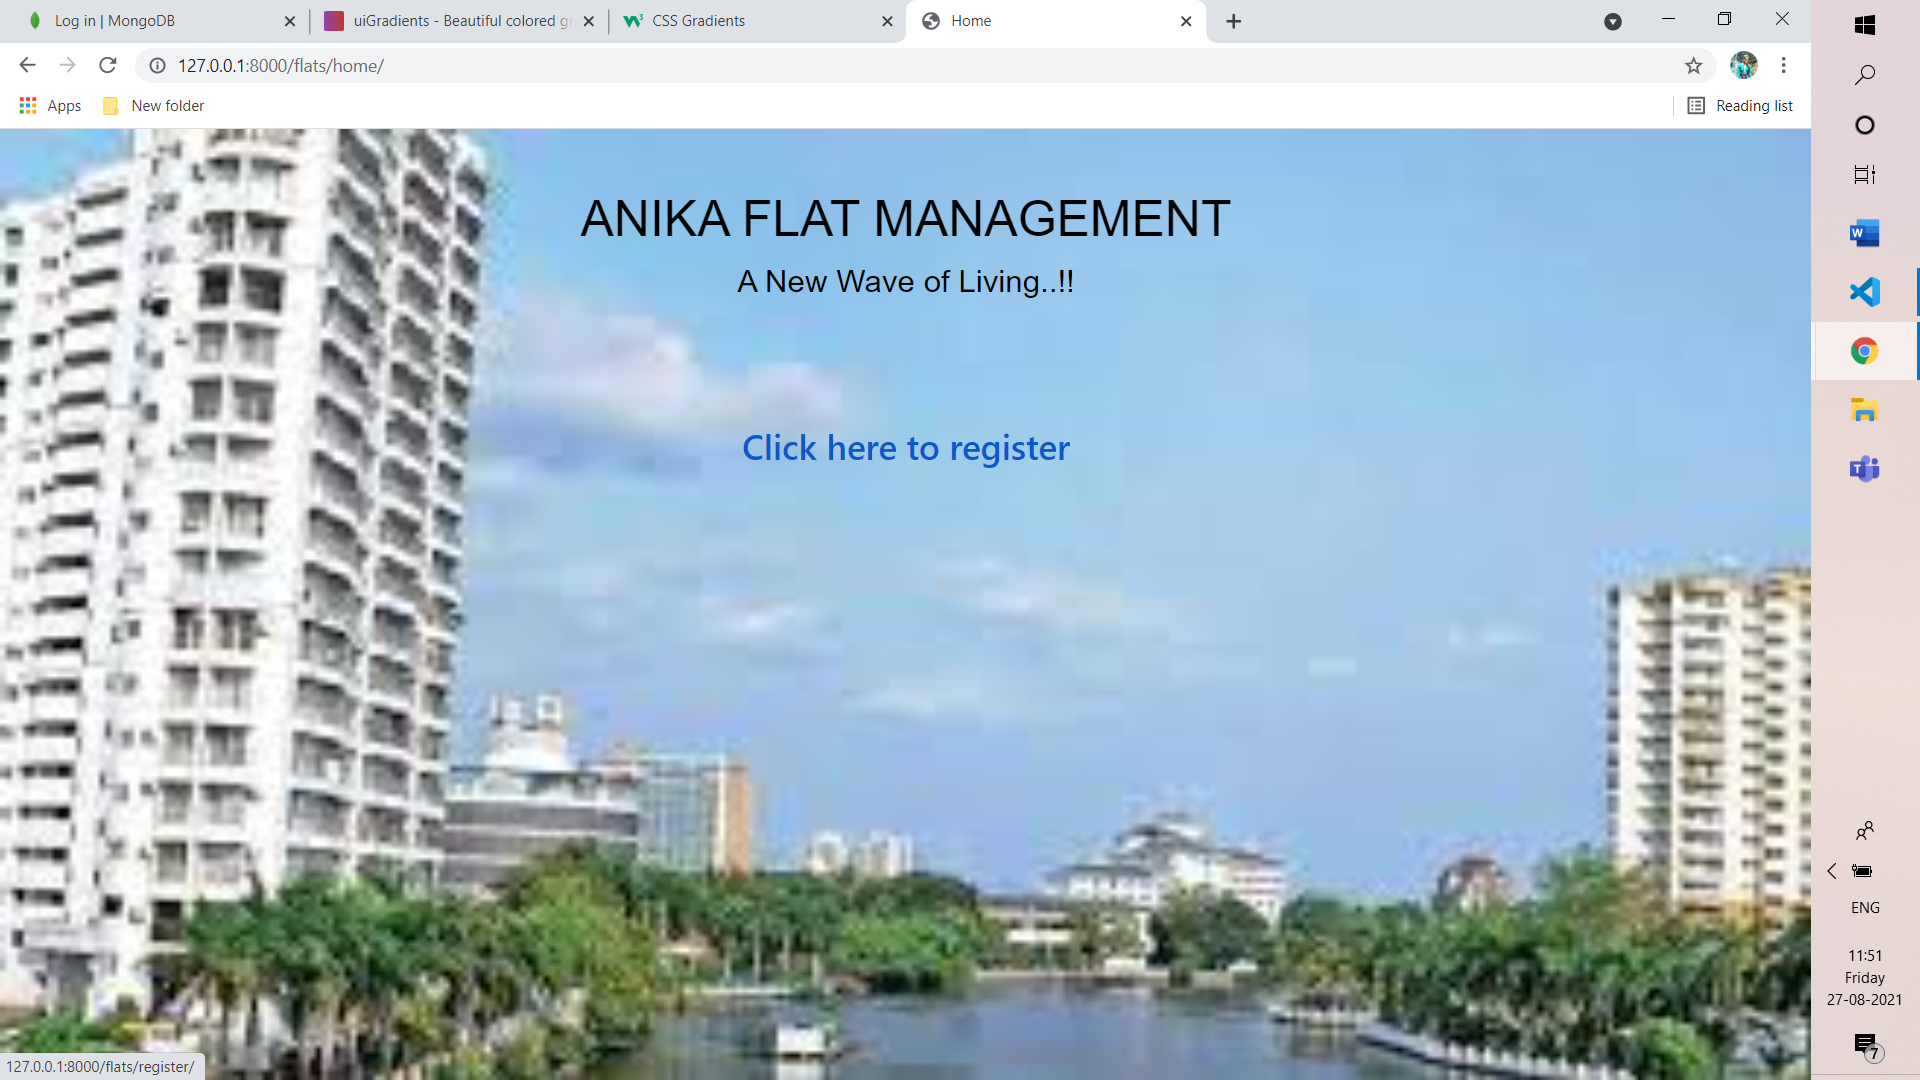 Log in | MongoDB
uiGradients - Beautiful colored g
CSS Gradients
Home
127.0.0.1:8000/flats/home/
Apps
New folder
Reading list
ANIKA FLAT MANAGEMENT
A New Wave of Living..!!
Click here to register
127.0.0.1:8000/flats/register/
ENG
11:51
Friday
27-08-2021
7